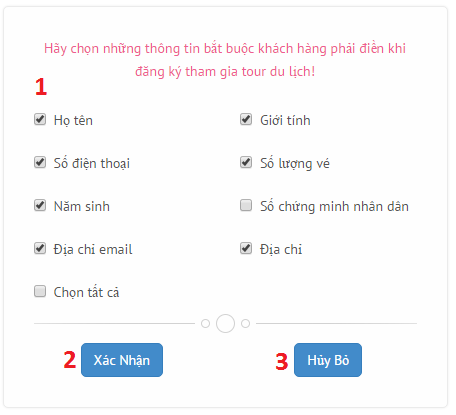 Hãy chọn những thông tin bắt buộc khách hàng phải điền khi
đăng ký tham gia tour du lịch!
1
Họ tên Giới tính
Số điện thoại Số lượng vé
Năm sinh Số chứng minh nhân dân
Địa chỉ email Địa chỉ
Chọn tất cả
2 Xác Nhận 3 Hủy Bỏ